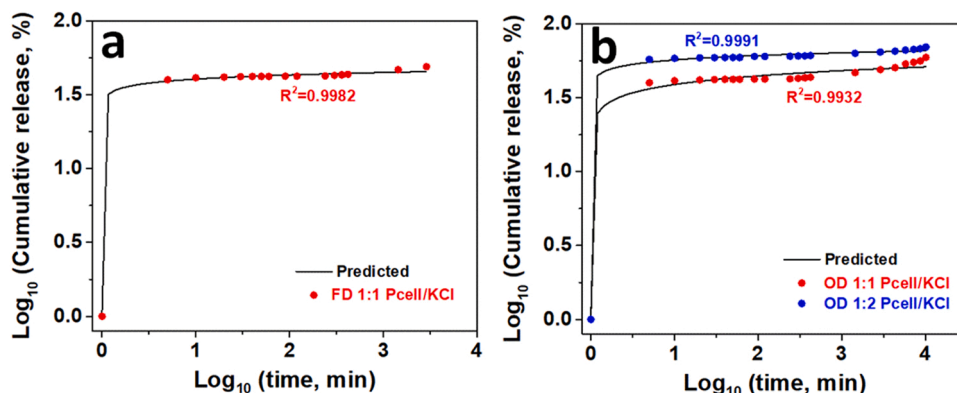 a
2.0
1.5
1.0
0.5
0.0
Log10 (Cumulative release, %)
R2=0.9982
Predicted
FD 1:1 Pcell/KCl
0 1 2 3 4
Log10 (time, min)
b
2.0
1.5
1.0
0.5
0.0
Log10 (Cumulative release, %)
R2=0.9991
R2=0.9932
Predicted
OD 1:1 Pcell/KCl
OD 1:2 Pcell/KCl
0 1 2 3 4
Log10 (time, min)